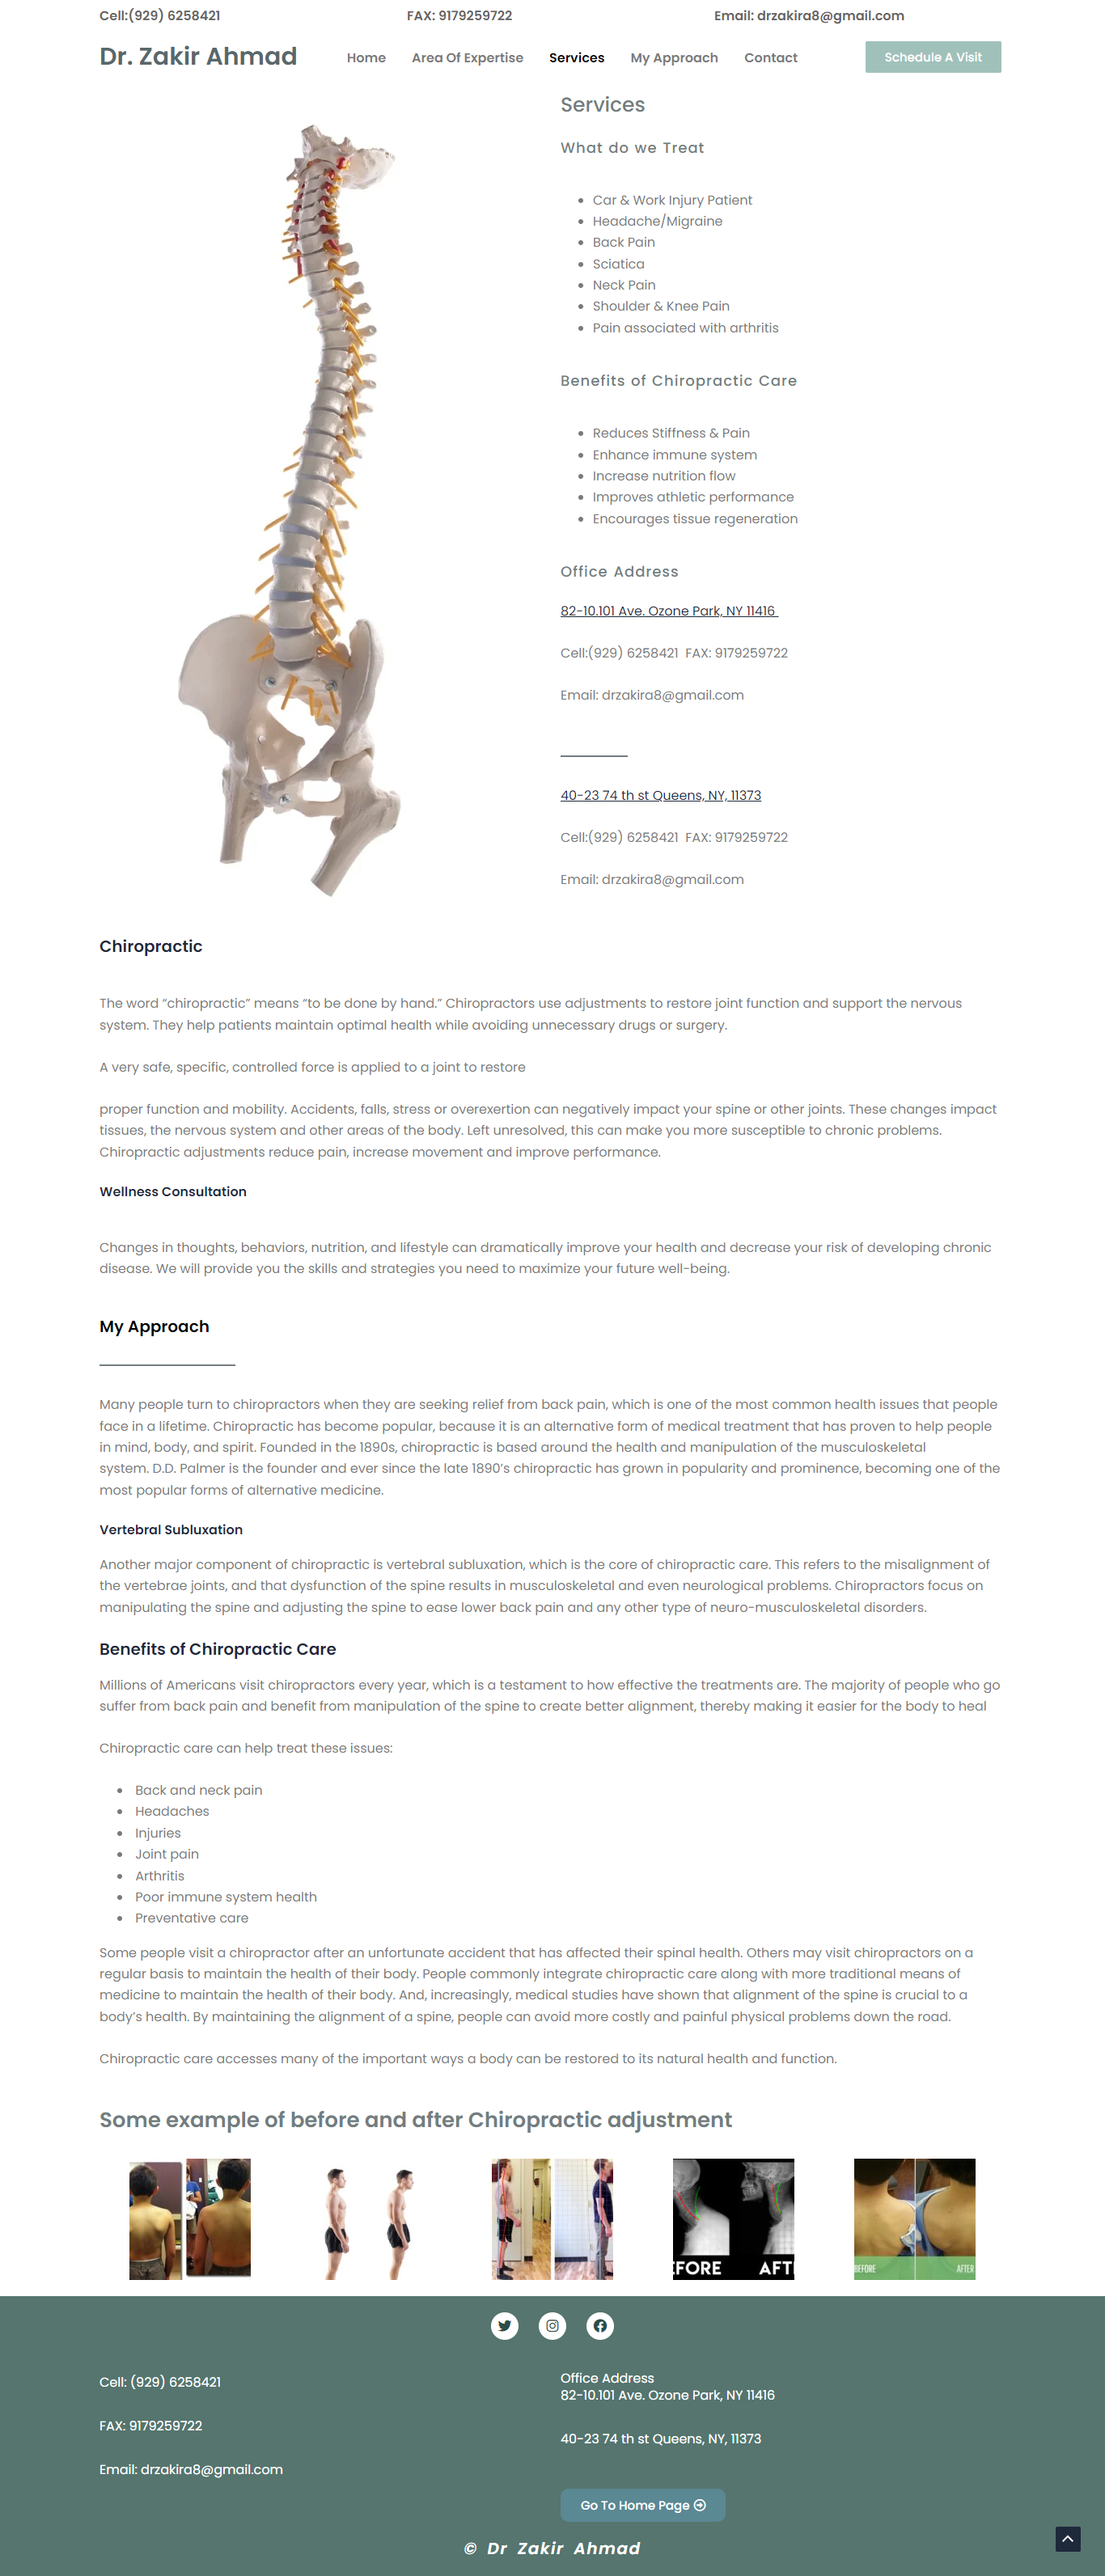 Cell:(929) 6258421
FAX: 9179259722
Email: drzakira8@gmail.com
Dr. Zakir Ahmad
Home
Area Of Expertise
Services
My Approach
Contact
Schedule A Visit
Services
What do we Treat
Car & Work Injury Patient
Headache/Migraine
Back Pain
Sciatica
Neck Pain
Shoulder & Knee Pain
Pain associated with arthritis
Benefits of Chiropractic Care
Reduces Stiffness & Pain
Enhance immune system
Increase nutrition flow
Improves athletic performance
Encourages tissue regeneration
Office Address
82-10.101 Ave. Ozone Park, NY 11416
Cell:(929) 6258421 FAX: 9179259722
Email: drzakira8@gmail.com
40-23 74 th st Queens, NY, 11373
Cell:(929) 6258421 FAX: 9179259722
Email: drzakira8@gmail.com
Chiropractic
The word “chiropractic” means “to be done by hand.” Chiropractors use adjustments to restore joint function and support the nervous
system. They help patients maintain optimal health while avoiding unnecessary drugs or surgery.
A very safe, specific, controlled force is applied to a joint to restore
proper function and mobility. Accidents, falls, stress or overexertion can negatively impact your spine or other joints. These changes impact
tissues, the nervous system and other areas of the body. Left unresolved, this can make you more susceptible to chronic problems.
Chiropractic adjustments reduce pain, increase movement and improve performance.
Wellness Consultation
Changes in thoughts, behaviors, nutrition, and lifestyle can dramatically improve your health and decrease your risk of developing chronic
disease. We will provide you the skills and strategies you need to maximize your future well-being.
My Approach
Many people turn to chiropractors when they are seeking relief from back pain, which is one of the most common health issues that people
face in a lifetime. Chiropractic has become popular, because it is an alternative form of medical treatment that has proven to help people
in mind, body, and spirit. Founded in the 1890s, chiropractic is based around the health and manipulation of the musculoskeletal
system. D.D. Palmer is the founder and ever since the late 1890’s chiropractic has grown in popularity and prominence, becoming one of the
most popular forms of alternative medicine.
Vertebral Subluxation
Another major component of chiropractic is vertebral subluxation, which is the core of chiropractic care. This refers to the misalignment of
the vertebrae joints, and that dysfunction of the spine results in musculoskeletal and even neurological problems. Chiropractors focus on
manipulating the spine and adjusting the spine to ease lower back pain and any other type of neuro-musculoskeletal disorders.
Benefits of Chiropractic Care
Millions of Americans visit chiropractors every year, which is a testament to how effective the treatments are. The majority of people who go
suffer from back pain and benefit from manipulation of the spine to create better alignment, thereby making it easier for the body to heal
Chiropractic care can help treat these issues:
Back and neck pain
Headaches
Injuries
Joint pain
Arthritis
Poor immune system health
Preventative care
Some people visit a chiropractor after an unfortunate accident that has affected their spinal health. Others may visit chiropractors on a
regular basis to maintain the health of their body. People commonly integrate chiropractic care along with more traditional means of
medicine to maintain the health of their body. And, increasingly, medical studies have shown that alignment of the spine is crucial to a
body’s health. By maintaining the alignment of a spine, people can avoid more costly and painful physical problems down the road.
Chiropractic care accesses many of the important ways a body can be restored to its natural health and function.
Some example of before and after Chiropractic adjustment
EFORE AFT
BEFORE AFTER
Cell: (929) 6258421
FAX: 9179259722
Email: drzakira8@gmail.com
Office Address
82-10.101 Ave. Ozone Park, NY 11416
40-23 74 th st Queens, NY, 11373
Go To Home Page
© Dr Zakir Ahmad